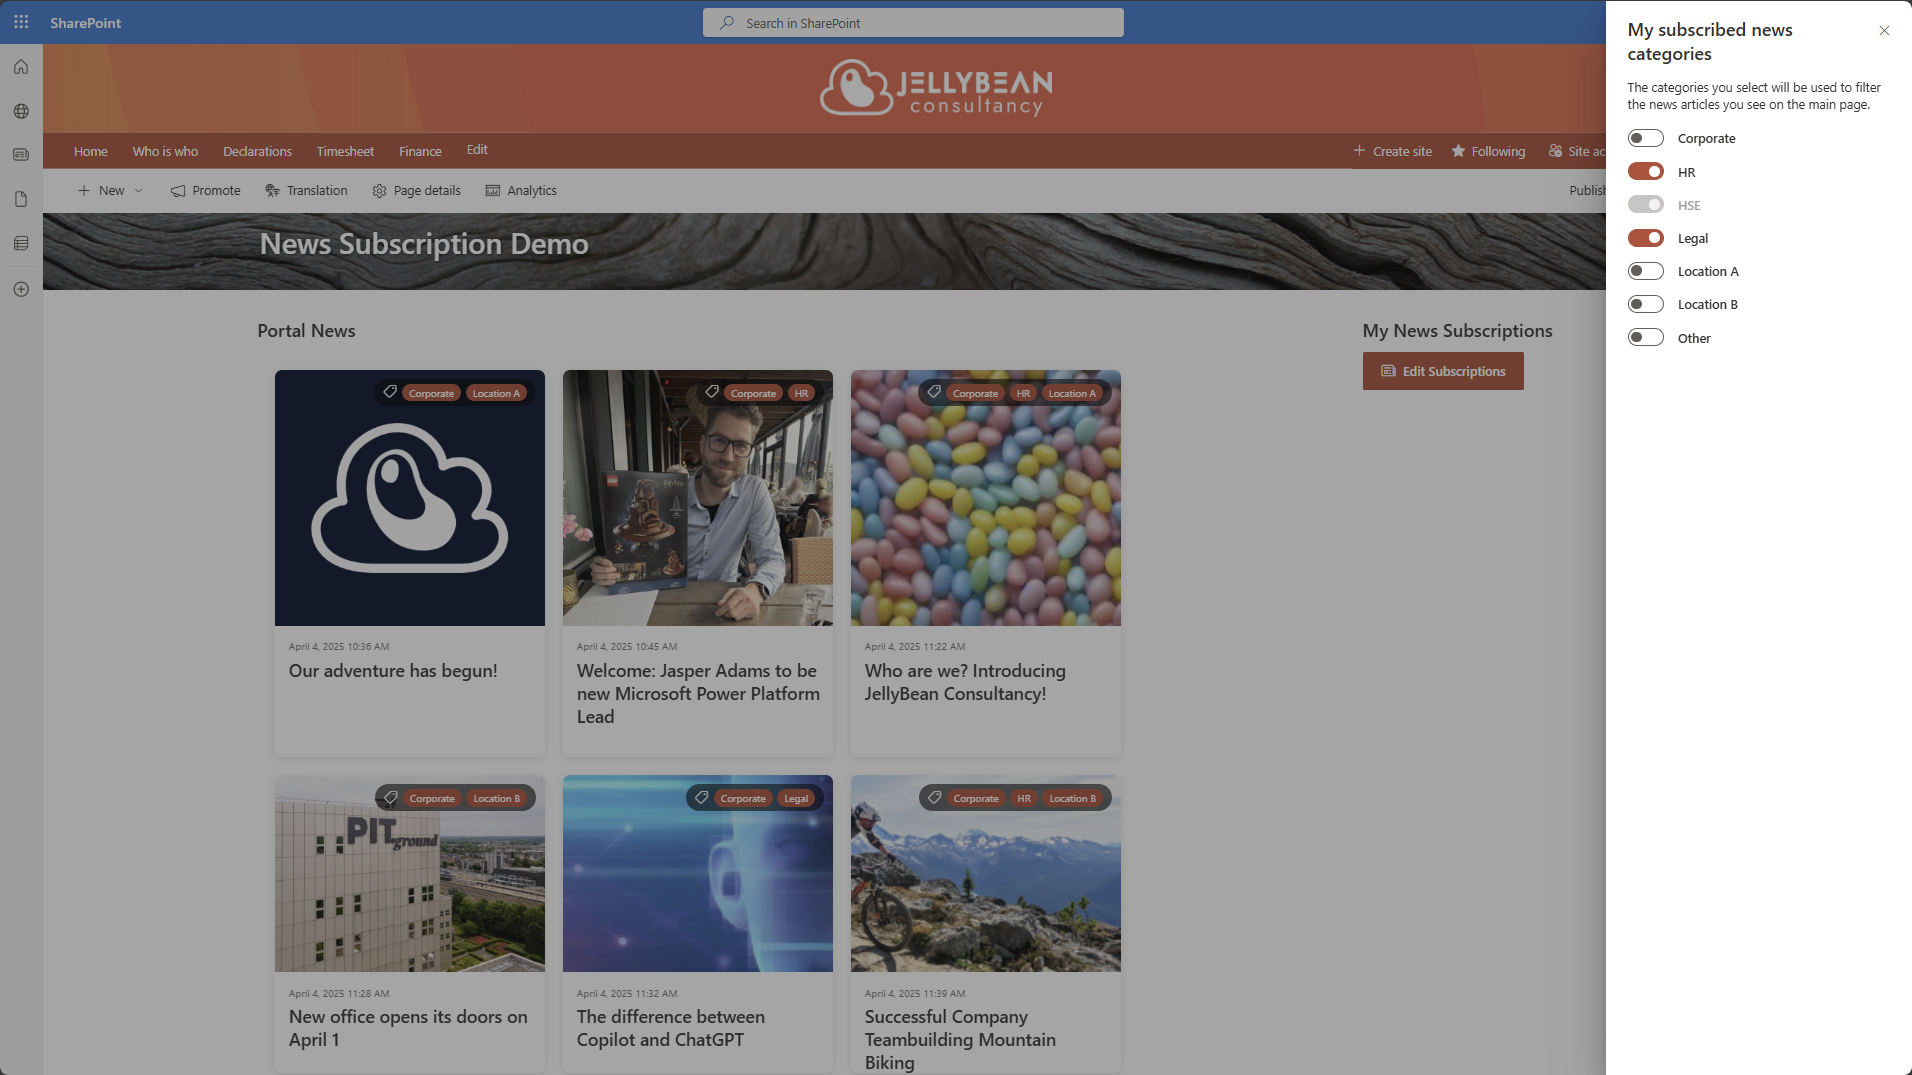 SharePoint
Search in SharePoint
JELLYBEAN
consultancy
Home
Who is who
Declarations
Timesheet
Finance
Edit
Create site
Following
Site ac
New
Promote
Translation
Page details
Analytics
Publish
News Subscription Demo
Portal News
Corporate
Location A
April 4, 2025 10:36 AM
Our adventure has begun!
Corporate
HR
April 4, 2025 10:45 AM
Welcome: Jasper Adams to be
new Microsoft Power Platform
Lead
Corporate
HR
Location A
April 4, 2025 11:22 AM
Who are we? Introducing
JellyBean Consultancy!
Corporate
Location B
PIT
ground
April 4, 2025 11:28 AM
New office opens its doors on
April 1
Corporate
Legal
April 4, 2025 11:32 AM
The difference between
Copilot and ChatGPT
Corporate
HR
Location B
April 4, 2025 11:39 AM
Successful Company
Teambuilding Mountain
Biking
My News Subscriptions
Edit Subscriptions
My subscribed news
categories
The categories you select will be used to filter
the news articles you see on the main page.
Corporate
HR
HSE
Legal
Location A
Location B
Other